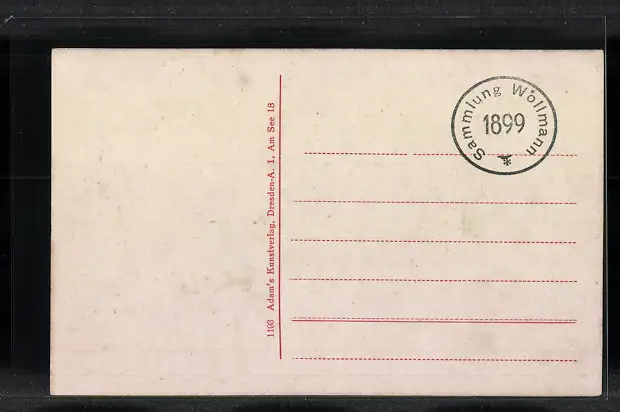 1193 Adam's Kunstverlag, Dresden-A. 1, Am See 18
Sammlung Wöllmann
1899